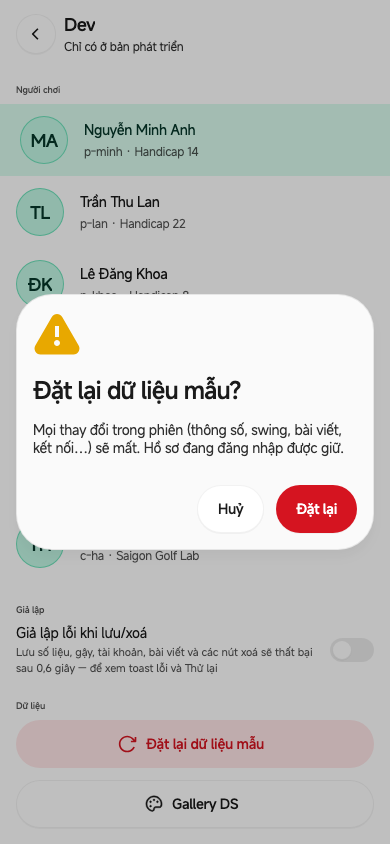 Dev
Chỉ có ở bản phát triển
Người chơi
MA
Nguyễn Minh Anh
p-minh · Handicap 14
TL
Trần Thu Lan
p-lan · Handicap 22
ĐK
Lê Đăng Khoa
Đặt lại dữ liệu mẫu?
Mọi thay đổi trong phiên (thông số, swing, bài viết,
kết nối…) sẽ mất. Hồ sơ đang đăng nhập được giữ.
Huỷ
Đặt lại
c-ha · Saigon Golf Lab
Giả lập
Giả lập lỗi khi lưu/xoá
Lưu số liệu, gậy, tài khoản, bài viết và các nút xoá sẽ thất bại
sau 0,6 giây — để xem toast lỗi và Thử lại
Dữ liệu
Đặt lại dữ liệu mẫu
Gallery DS